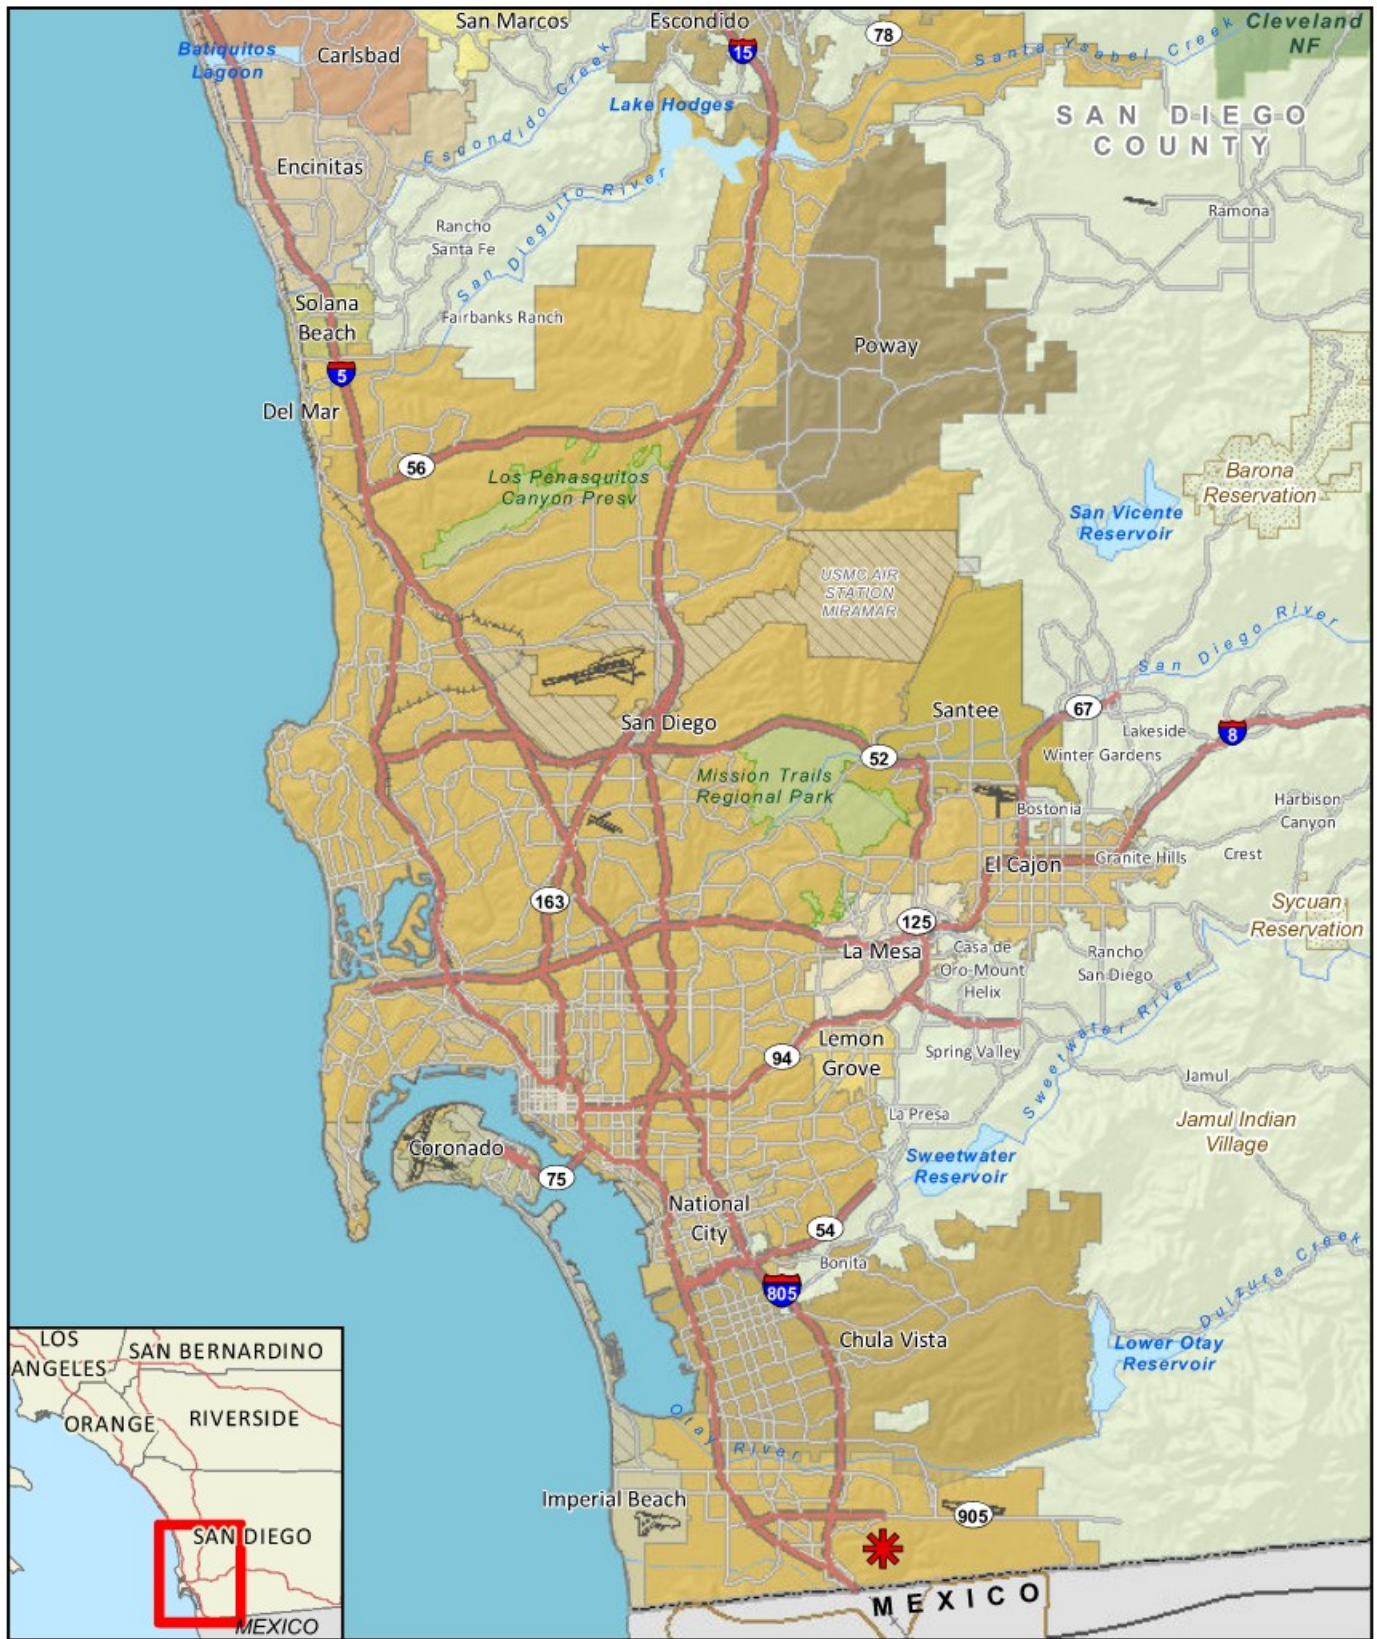 San Marcos
Escondido
78
Cleveland
NF
Batiquitos
Lagoon
Carlsbad
15
Santa Ysabel Creek
Escondido Creek
Lake Hodges
SAN DIEGO
COUNTY
Encinitas
San Dieguito River
Rancho
Santa Fe
Ramona
Solana
Beach
Fairbanks Ranch
Poway
5
Del Mar
56
Los Penasquitos
Canyon Presv
Barona
Reservation
San Vicente
Reservoir
USMC AIR
STATION
MIRAMAR
San Diego River
San Diego
Santee
67
Lakeside
8
Winter Gardens
52
Mission Trails
Regional Park
Bostonia
Harbison
Canyon
El Cajon
Granite Hills
Crest
163
125
Sycuan
Reservation
La Mesa
Casa de
Oro-Mount
Helix
Rancho
San Diego
Sweetwater River
94
Lemon
Grove
Spring Valley
Jamul
La Presa
Jamul Indian
Village
Coronado
75
Sweetwater
Reservoir
National
City
54
Bonita
805
Dulzura Creek
Chula Vista
Lower Otay
Reservoir
Otay River
Imperial Beach
905
MEXICO
LOS
ANGELES
SAN BERNARDINO
ORANGE
RIVERSIDE
SAN DIEGO
MEXICO